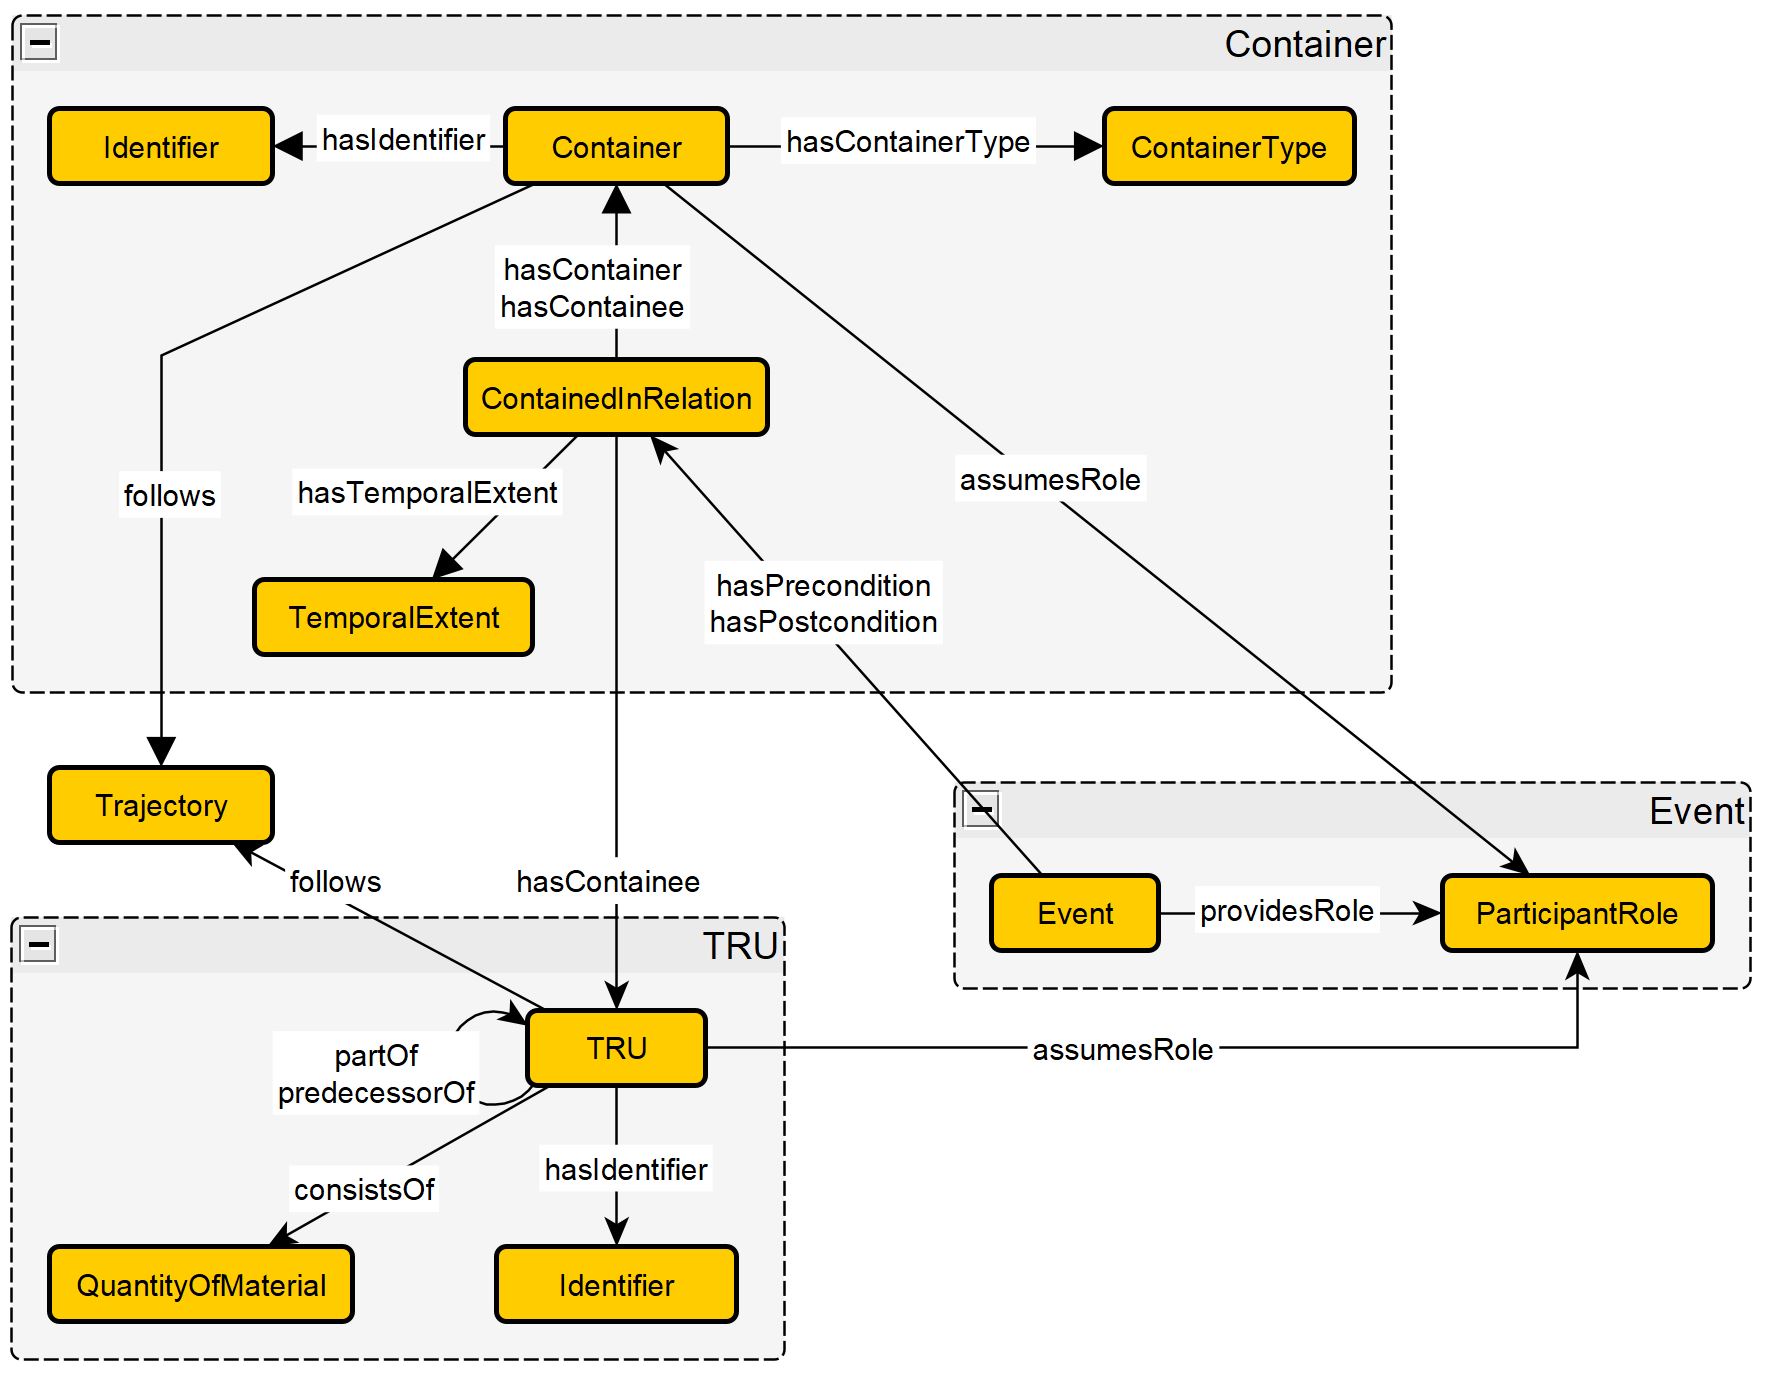 Container
Identifier
hasIdentifier
Container
hasContainerType
ContainerType
hasContainer
hasContainee
ContainedInRelation
follows
hasTemporalExtent
assumesRole
TemporalExtent
hasPrecondition
hasPostcondition
Trajectory
Event
follows
hasContainee
Event
providesRole
ParticipantRole
TRU
partOf
predecessorOf
TRU
assumesRole
consistsOf
hasIdentifier
QuantityOfMaterial
Identifier